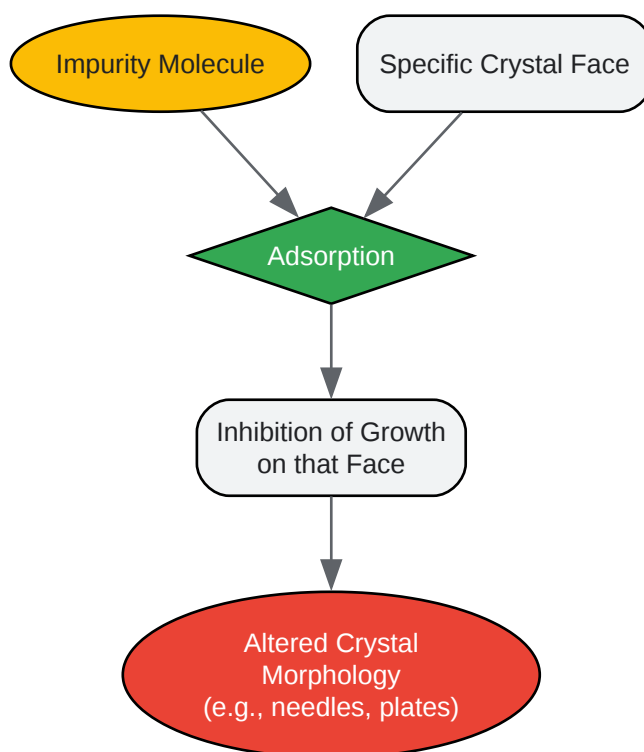 Impurity Molecule
Specific Crystal Face
Adsorption
Inhibition of Growth
on that Face
Altered Crystal
Morphology
(e.g., needles, plates)